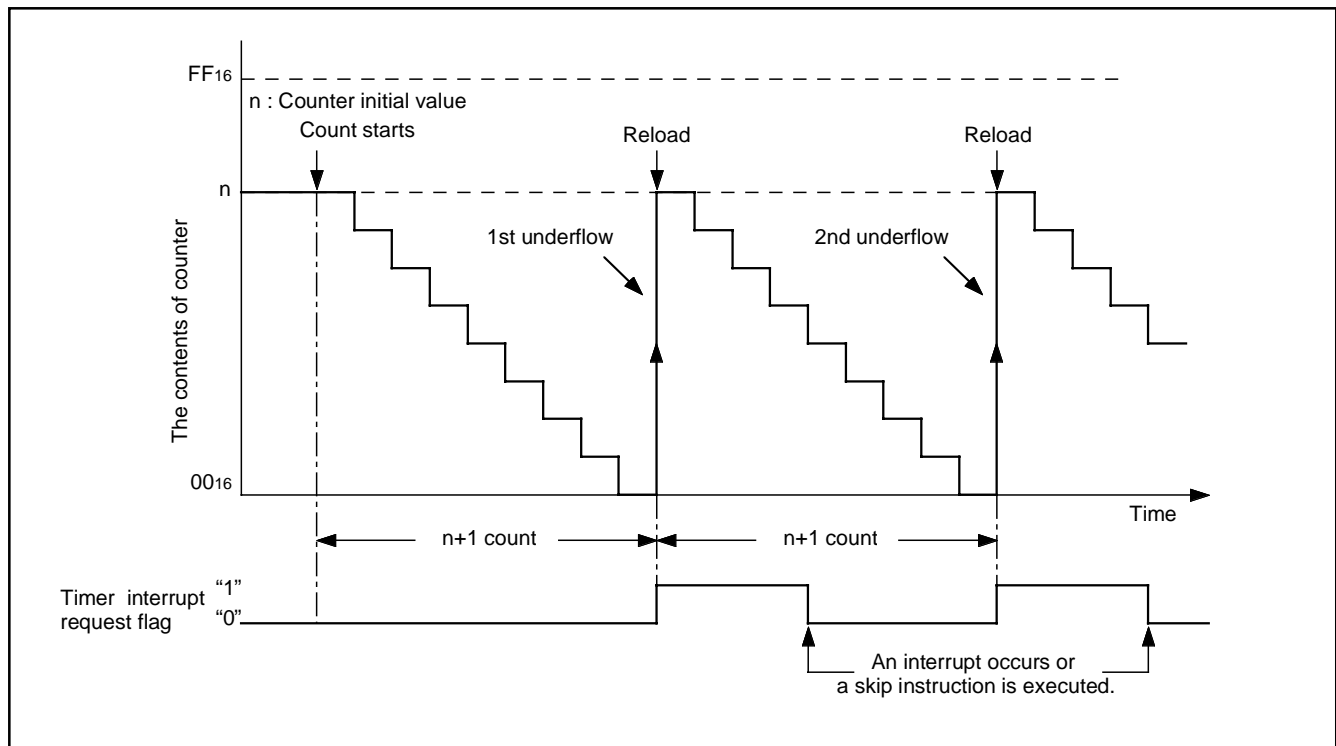 FF16
n : Counter initial value
Count starts
Reload
Reload
n
1st underflow
2nd underflow
The contents of counter
0016
Time
n+1 count
n+1 count
Timer interrupt
request flag
“1”
“0”
An interrupt occurs or
a skip instruction is executed.